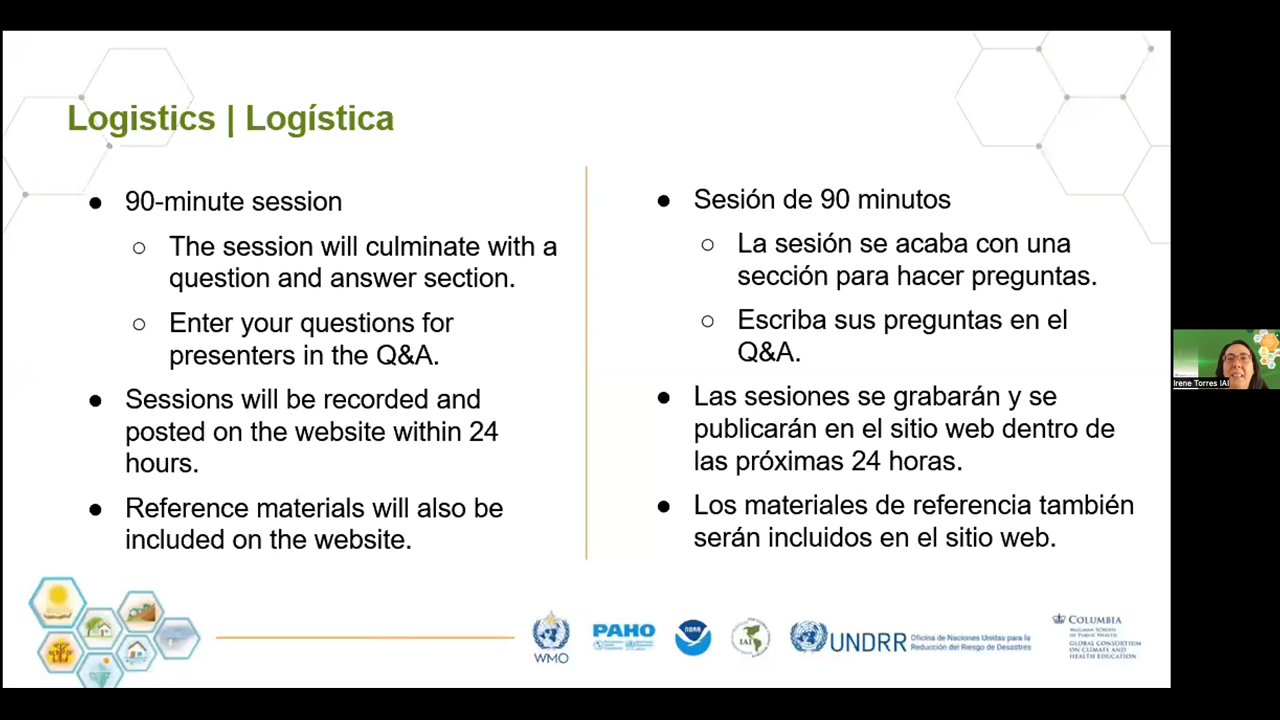 Logistics | Logística
● 90-minute session
○ The session will culminate with a
question and answer section.
○ Enter your questions for
presenters in the Q&A.
● Sessions will be recorded and
posted on the website within 24
hours.
● Reference materials will also be
included on the website.
● Sesión de 90 minutos
○ La sesión se acaba con una
sección para hacer preguntas.
○ Escriba sus preguntas en el
Q&A.
● Las sesiones se grabarán y se
publicarán en el sitio web dentro de
las próximas 24 horas.
● Los materiales de referencia también
serán incluidos en el sitio web.
Irene Torres IAI
WMO
PAHO
NOAA
IAI
UNDRR
Oficina de Naciones Unidas para la
Reducción del Riesgo de Desastres
COLUMBIA
MAILMAN SCHOOL
OF PUBLIC HEALTH
GLOBAL CONSORTIUM
ON CLIMATE AND
HEALTH EDUCATION